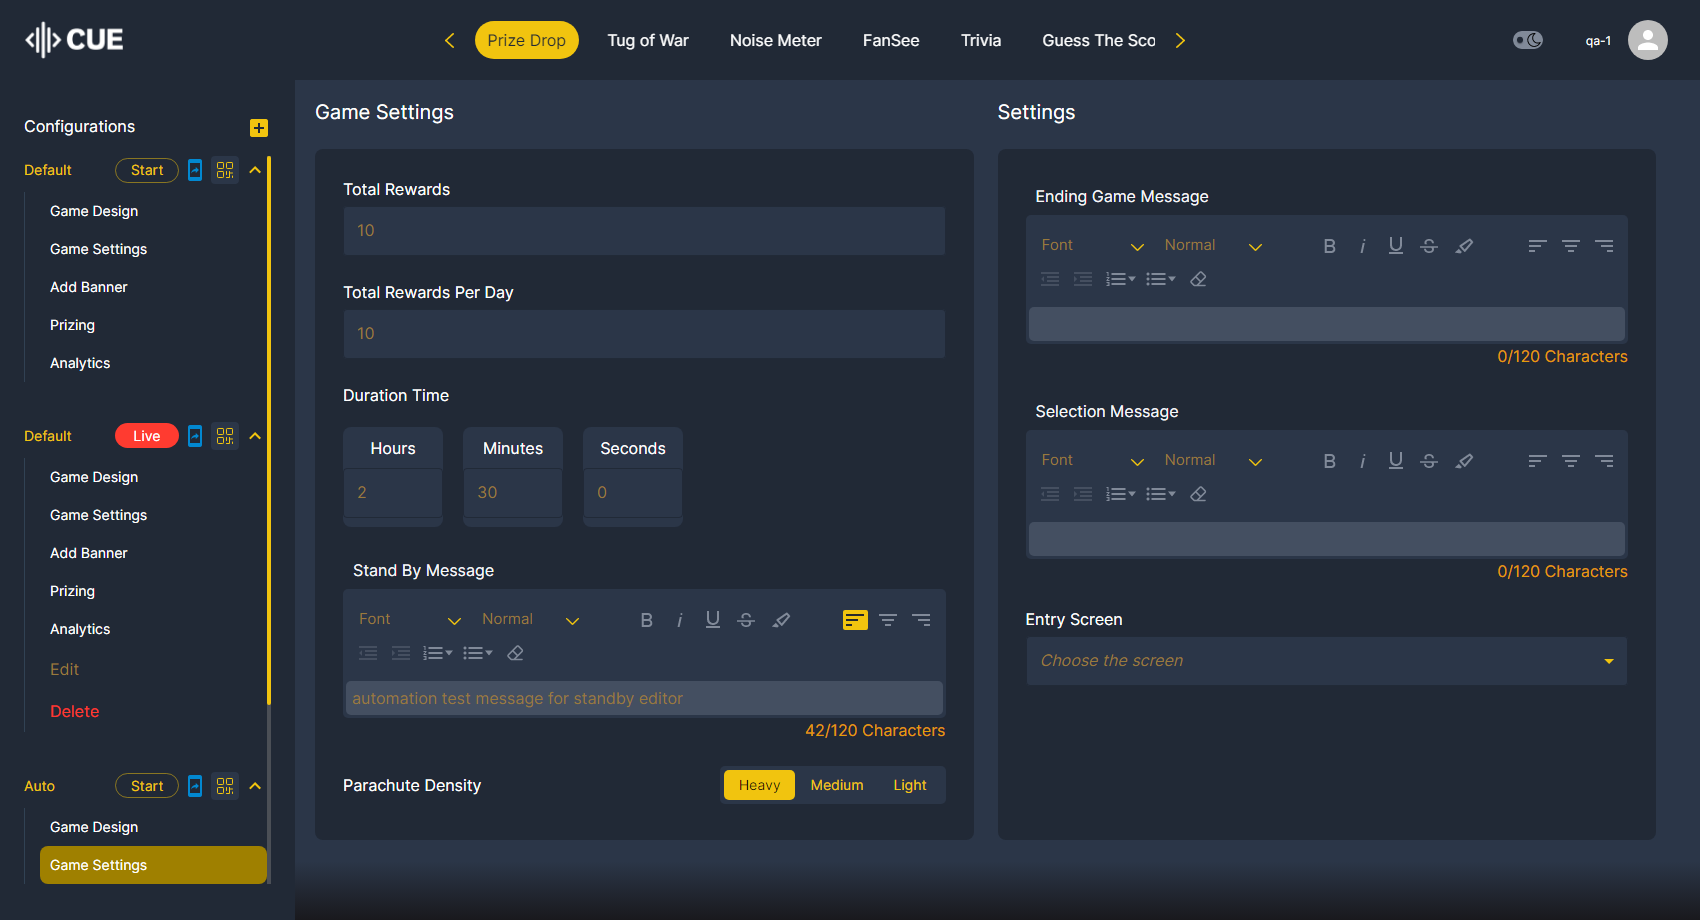 CUE
Prize Drop
Tug of War
Noise Meter
FanSee
Trivia
Guess The Sco
qa-1
Configurations
Default
Start
Game Design
Game Settings
Add Banner
Prizing
Analytics
Default
Live
Game Design
Game Settings
Add Banner
Prizing
Analytics
Edit
Delete
Auto
Start
Game Design
Game Settings
Game Settings
Total Rewards
10
Total Rewards Per Day
10
Duration Time
Hours
Minutes
Seconds
2
30
0
Stand By Message
Font
Normal
automation test message for standby editor
42/120 Characters
Parachute Density
Heavy
Medium
Light
Settings
Ending Game Message
Font
Normal
0/120 Characters
Selection Message
Font
Normal
0/120 Characters
Entry Screen
Choose the screen